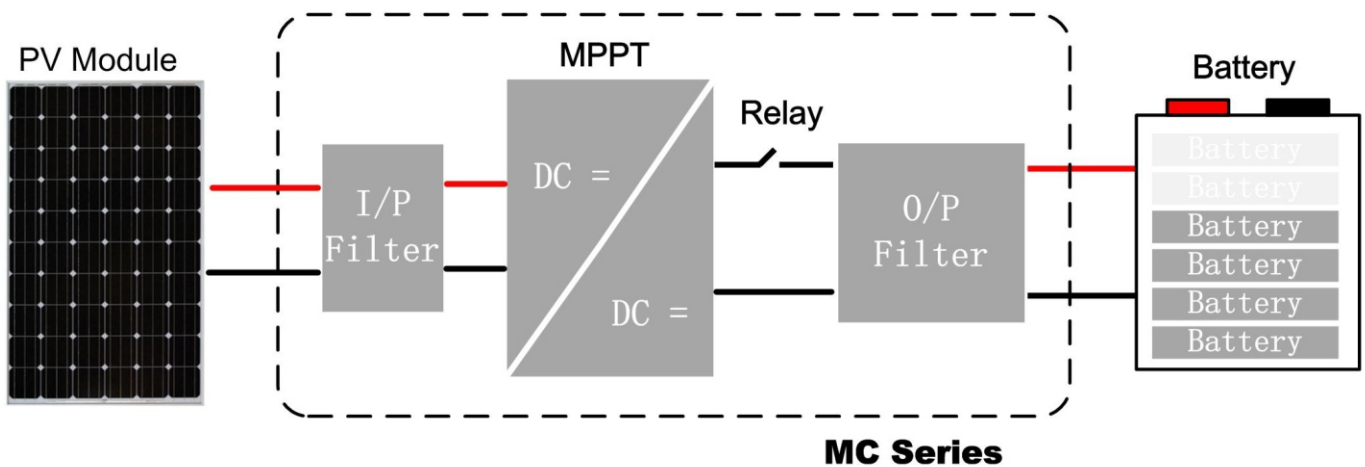 PV Module
MPPT
Relay
Battery
I/P
Filter
DC =
DC =
O/P
Filter
Battery
Battery
Battery
Battery
Battery
Battery
MC Series